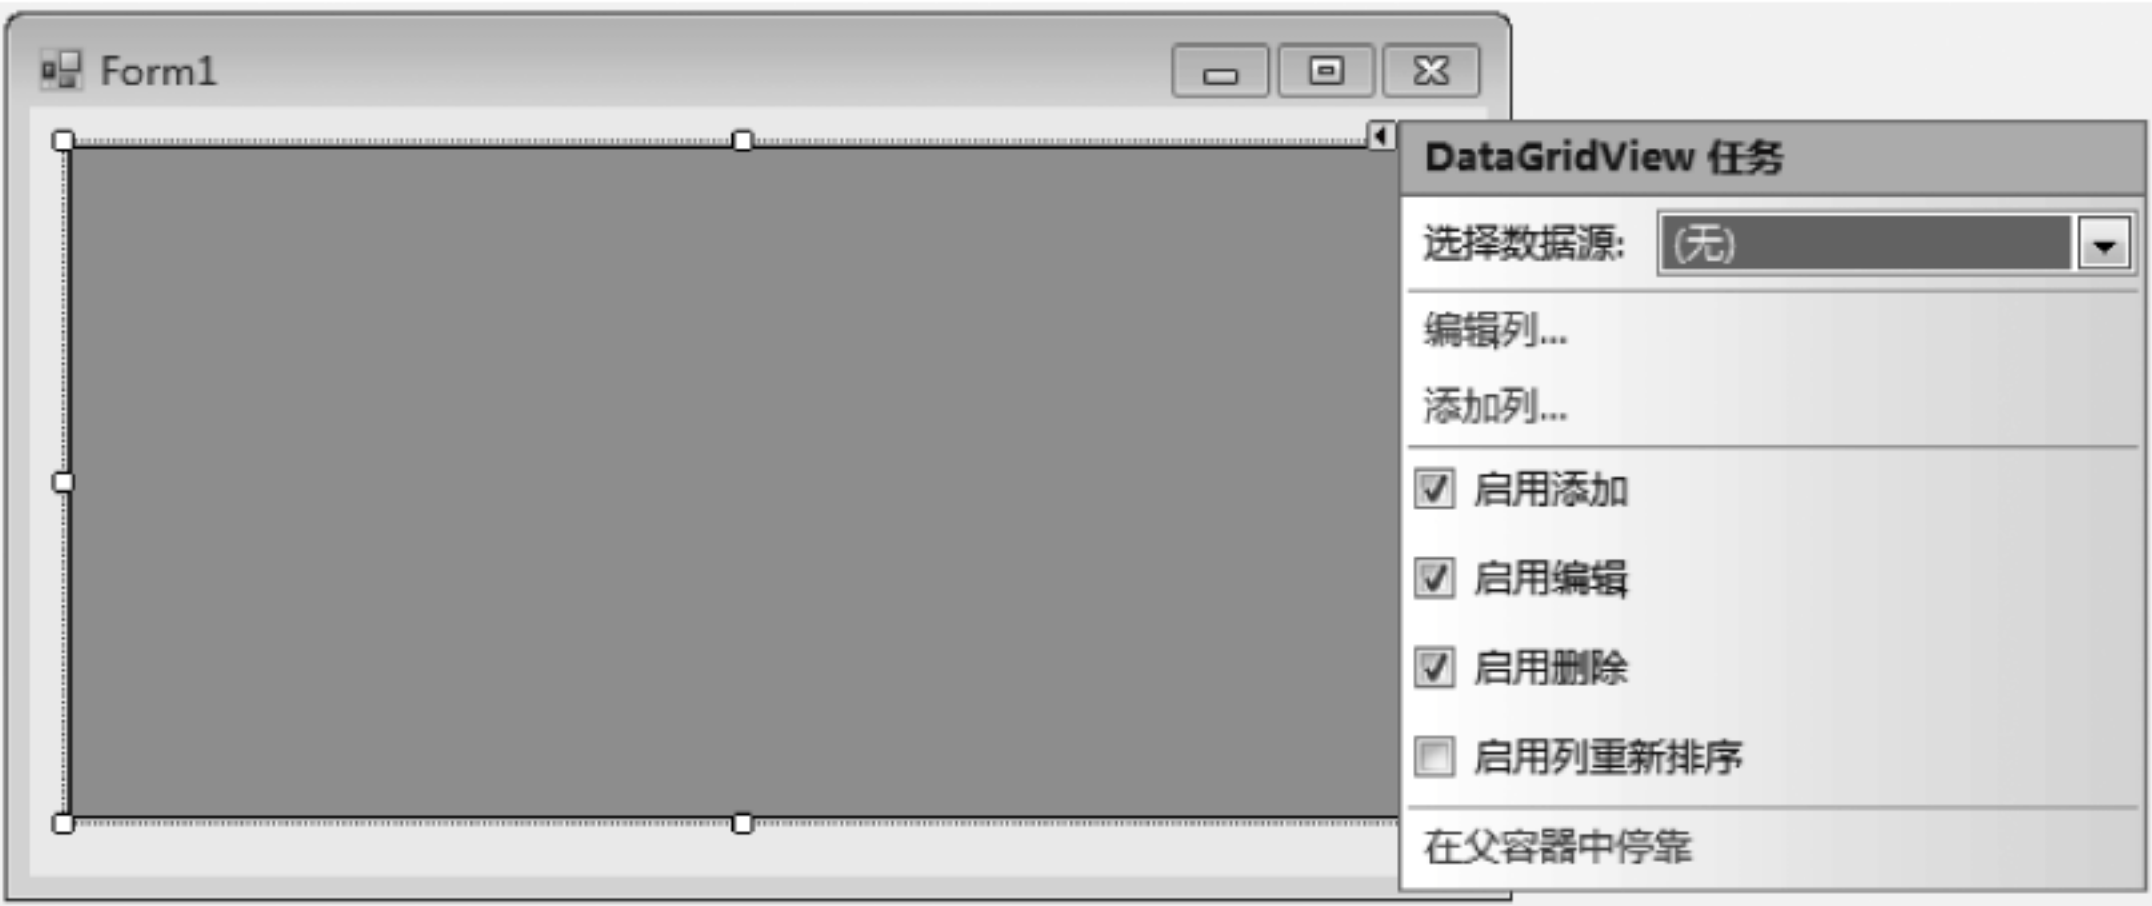 Form1
DataGridView 任务
选择数据源: (无)
编辑列...
添加列...
启用添加
启用编辑
启用删除
启用列重新排序
在父容器中停靠